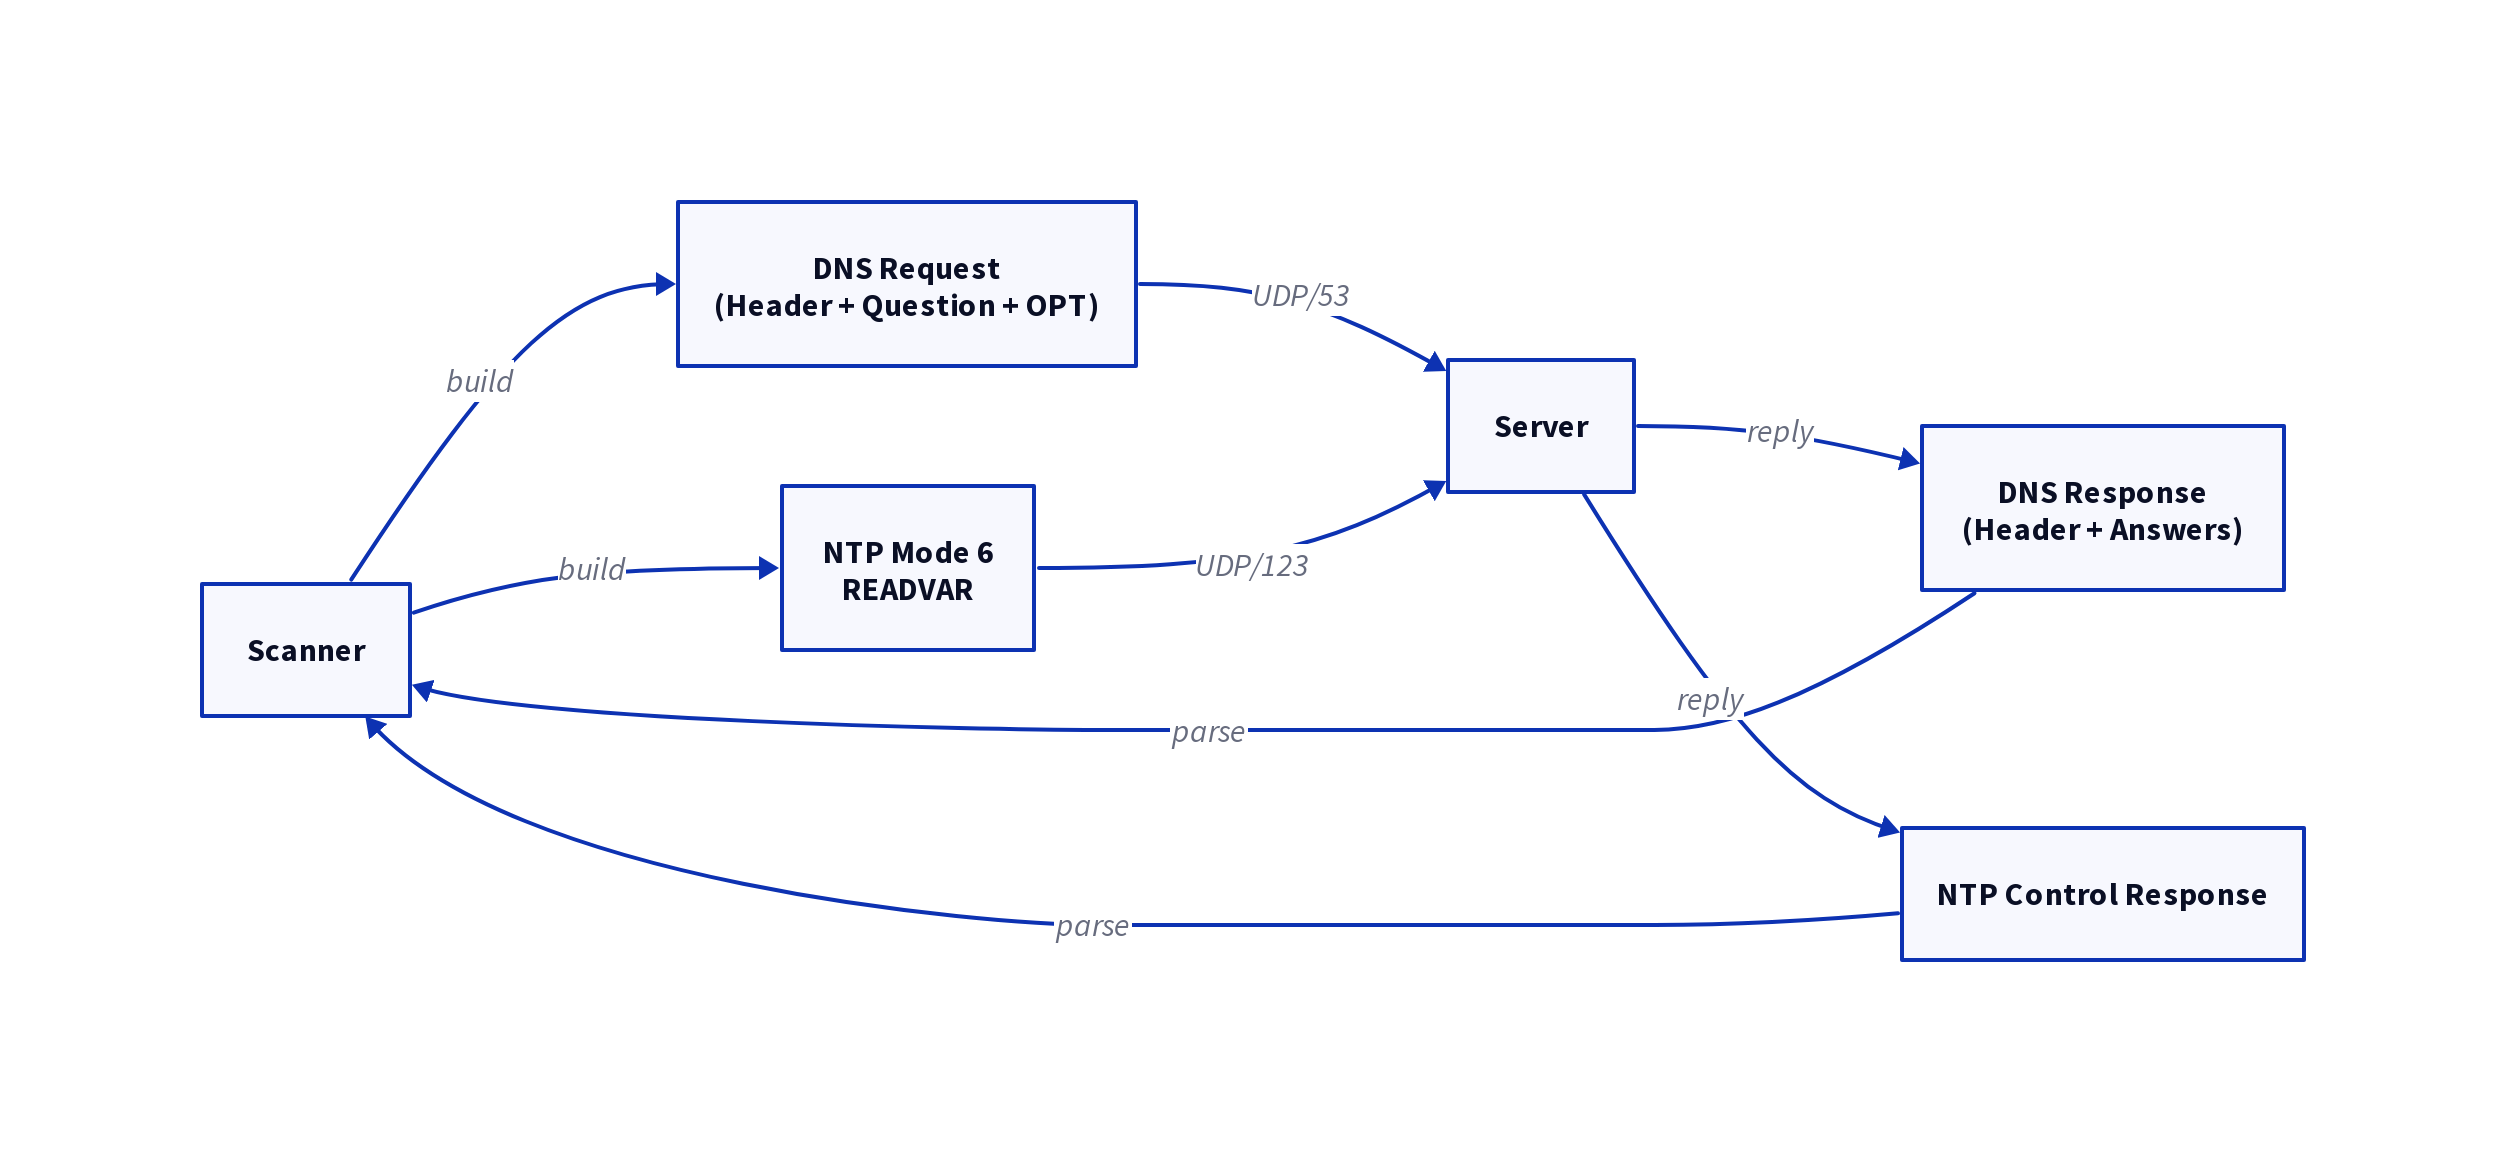 DNS Request
(Header + Question + OPT)
UDP/53
build
Server
reply
DNS Response
(Header + Answers)
NTP Mode 6
READVAR
build
UDP/123
Scanner
reply
parse
NTP Control Response
parse